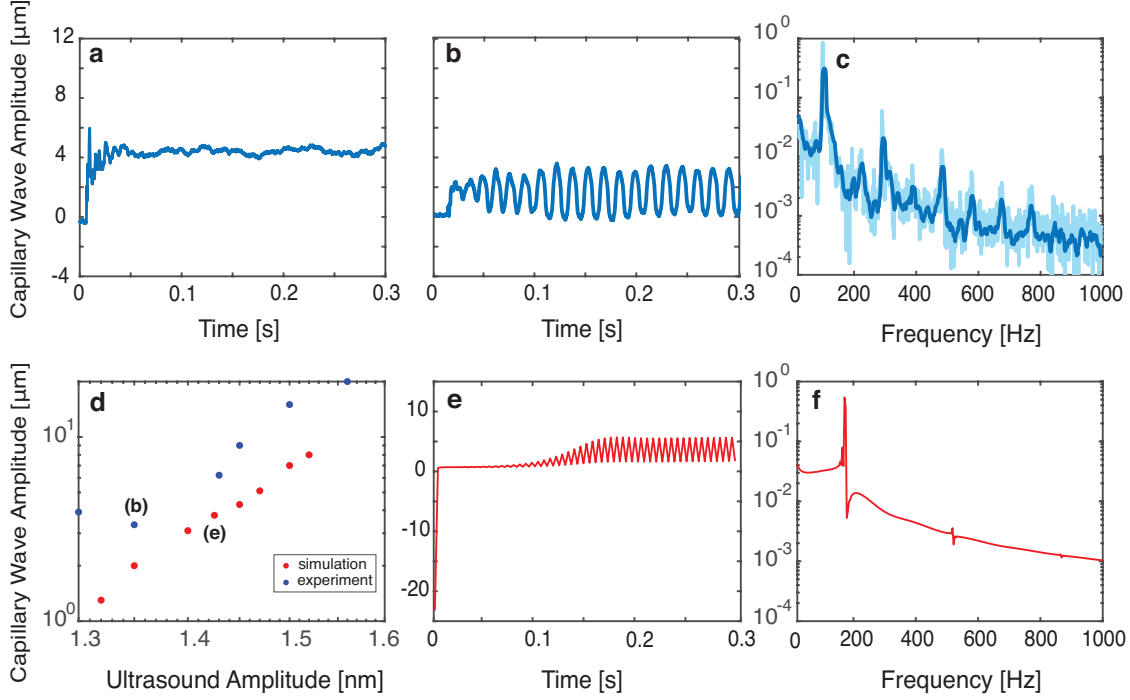 Capillary Wave Amplitude [μm]
12
8
4
0
-4
a
0
0.1
0.2
0.3
Time [s]
b
0
0.1
0.2
0.3
Time [s]
c
10^0
10^-1
10^-2
10^-3
10^-4
0
200
400
600
800
1000
Frequency [Hz]
Capillary Wave Amplitude [μm]
d
10^1
10^0
(b)
(e)
simulation
experiment
1.3
1.4
1.5
1.6
Ultrasound Amplitude [nm]
e
10
0
-10
-20
0
0.1
0.2
0.3
Time [s]
f
10^0
10^-1
10^-2
10^-3
10^-4
0
200
400
600
800
1000
Frequency [Hz]